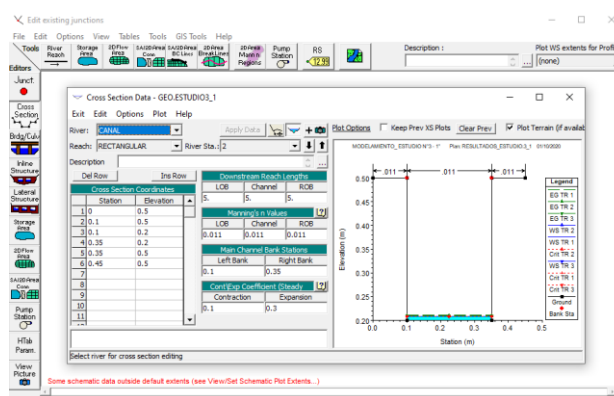 Edit existing junctions
File Edit Options View Tables Tools GIS Tools Help
Tools
Editors
River Reach
Storage Area
2D Flow Area
SA/2D Area Conn
SA/2D Area BC Lines
2D Area BreakLines
2D Area Mann n Regions
Pump Station
RS
Description :
...
Plot WS extents for Profi
(none)
Junct.
Cross Section
Brdg/Culv
Inline Structure
Lateral Structure
Storage Area
2D Flow Area
SA/2D Area Conn
Pump Station
HTab Param.
View Picture
Cross Section Data - GEO.ESTUDIO3_1
Exit Edit Options Plot Help
River: CANAL
Apply Data
Plot Options
Keep Prev XS Plots
Clear Prev
Plot Terrain (if availab
Reach: RECTANGULAR
River Sta.: 2
Description
...
Del Row
Ins Row
Cross Section Coordinates
Station Elevation
1 0 0.5
2 0.1 0.5
3 0.1 0.2
4 0.35 0.2
5 0.35 0.5
6 0.45 0.5
7
8
9
10
11
Downstream Reach Lengths
LOB Channel ROB
5. 5. 5.
Manning's n Values
LOB Channel ROB
0.011 0.011 0.011
Main Channel Bank Stations
Left Bank Right Bank
0.1 0.35
Cont\Exp Coefficient (Steady
Contraction Expansion
0.1 0.3
MODELAMIENTO_ESTUDIO N°3 - 1" Plan: RESULTADOS_ESTUDIO:3_1 01/10/2020
.011 .011 .011
0.50
0.45
0.40
0.35
0.30
0.25
0.20
Elevation (m)
0.0 0.1 0.2 0.3 0.4 0.5
Station (m)
Legend
EG TR 1
EG TR 2
EG TR 3
WS TR 2
WS TR 1
Crit TR 2
WS TR 3
Crit TR 1
Crit TR 3
Ground
Bank Sta
Select river for cross section editing
Some schematic data outside default extents (see View/Set Schematic Plot Extents...)